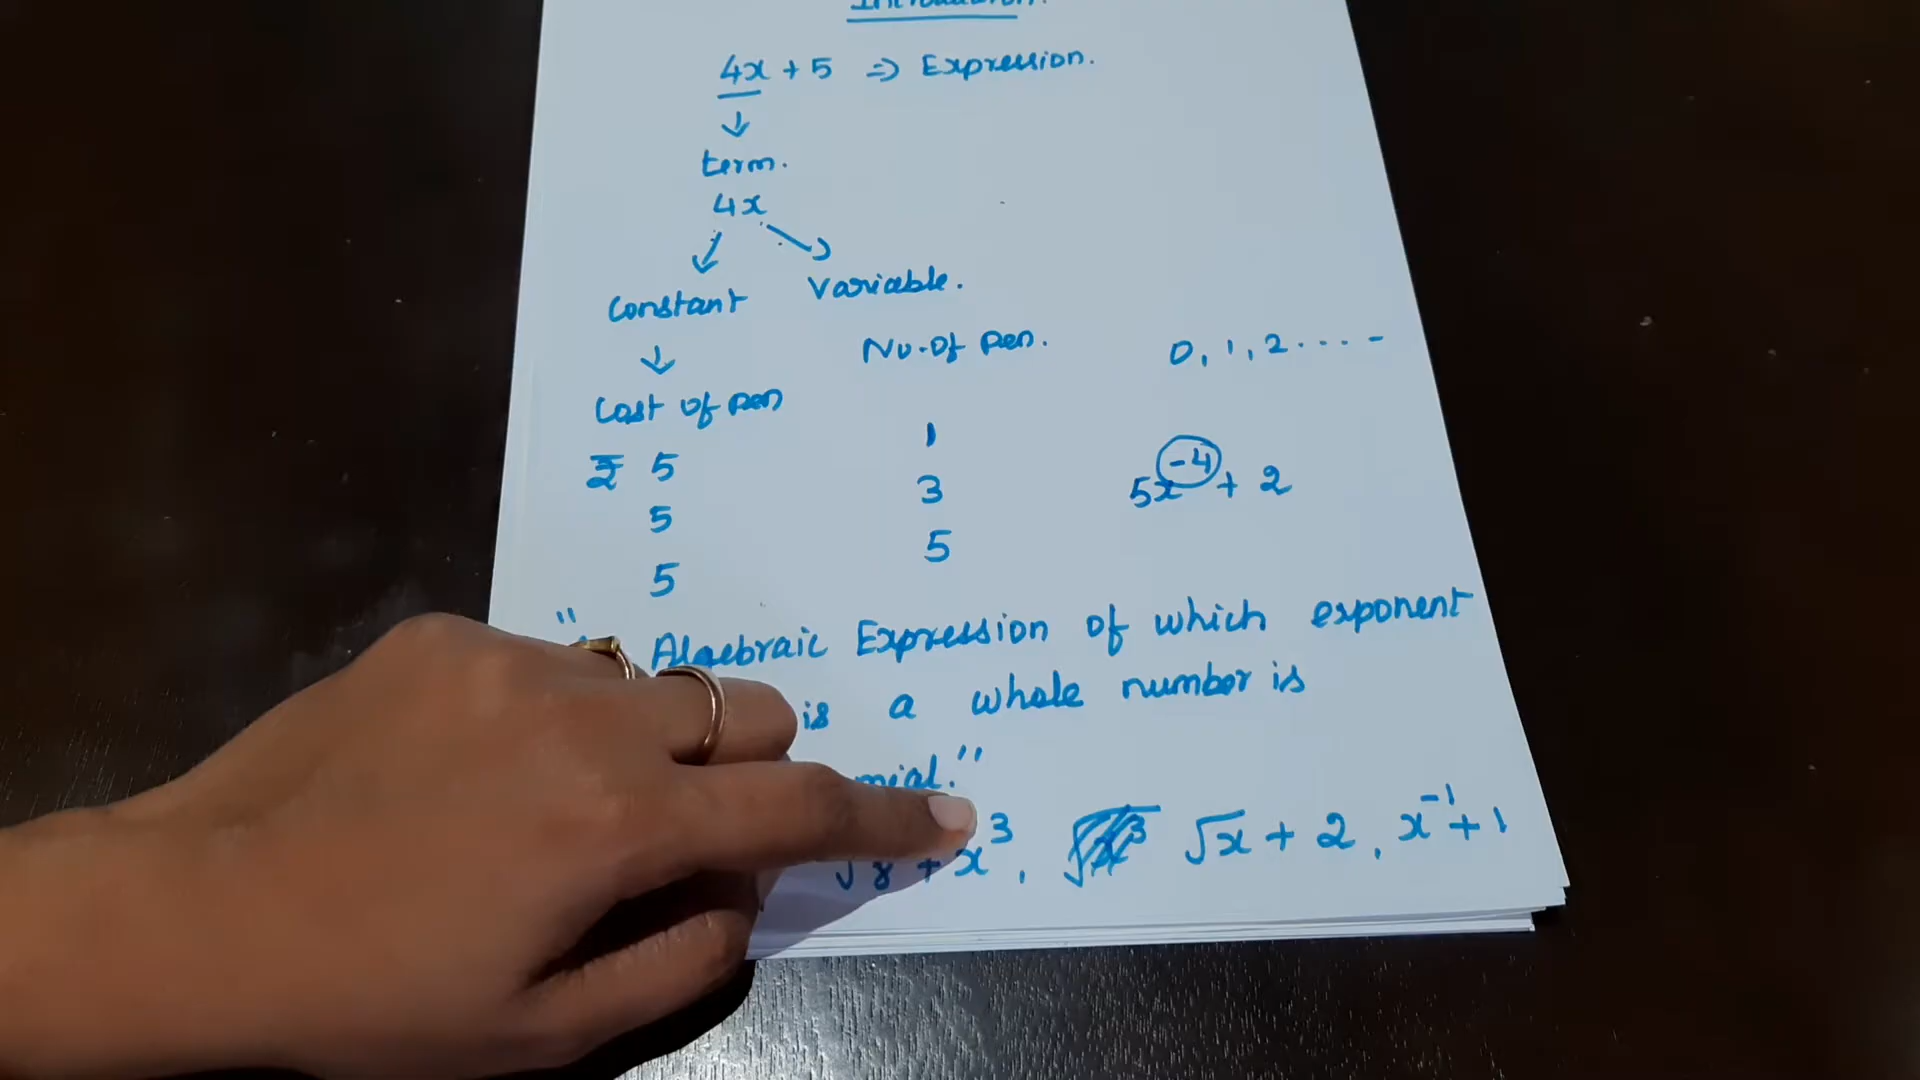 4x + 5 ⇒ Expression.
↓
term.
4x
Constant Variable.
↓
No. of pen. 0, 1, 2 . . . . -
Cost of pen
₹ 5 1
5 3
5 5
5x⁻⁴ + 2
"
Algebraic Expression of which exponent
is a whole number is
"
√8 + x³, √x + 2, x⁻¹ + 1